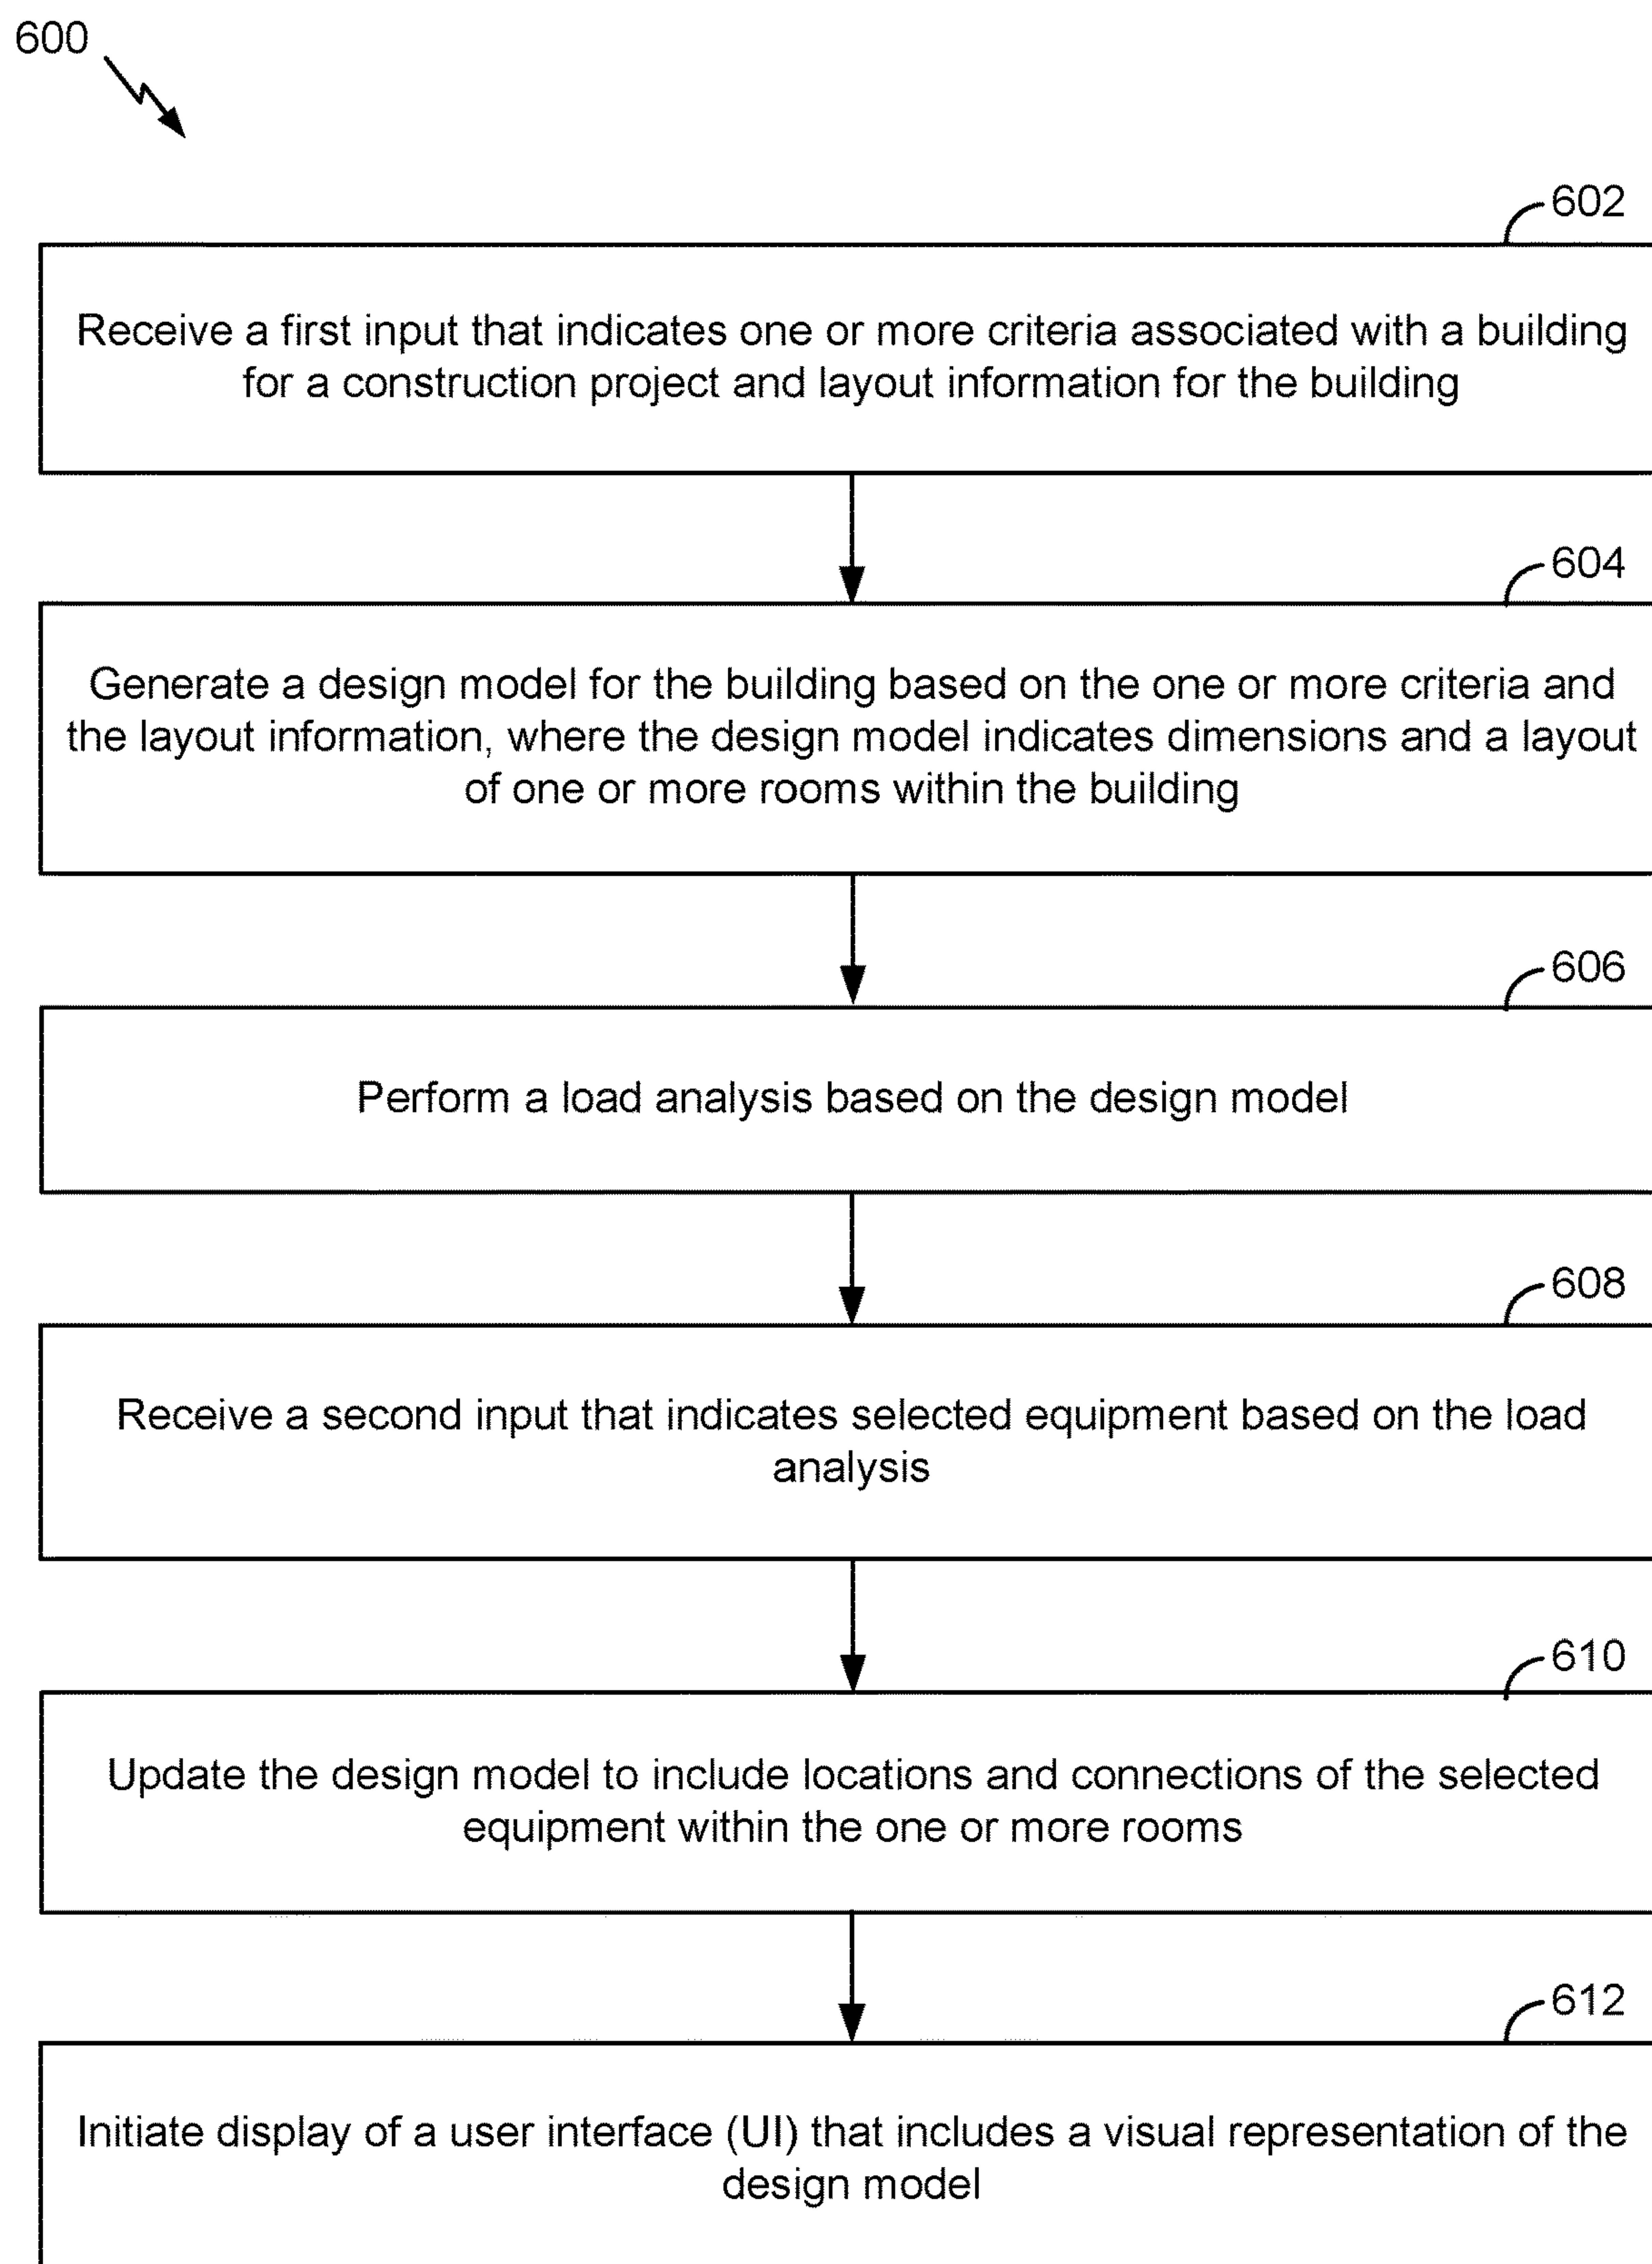 600
602
Receive a first input that indicates one or more criteria associated with a building
for a construction project and layout information for the building
604
Generate a design model for the building based on the one or more criteria and
the layout information, where the design model indicates dimensions and a layout
of one or more rooms within the building
606
Perform a load analysis based on the design model
608
Receive a second input that indicates selected equipment based on the load
analysis
610
Update the design model to include locations and connections of the selected
equipment within the one or more rooms
612
Initiate display of a user interface (UI) that includes a visual representation of the
design model